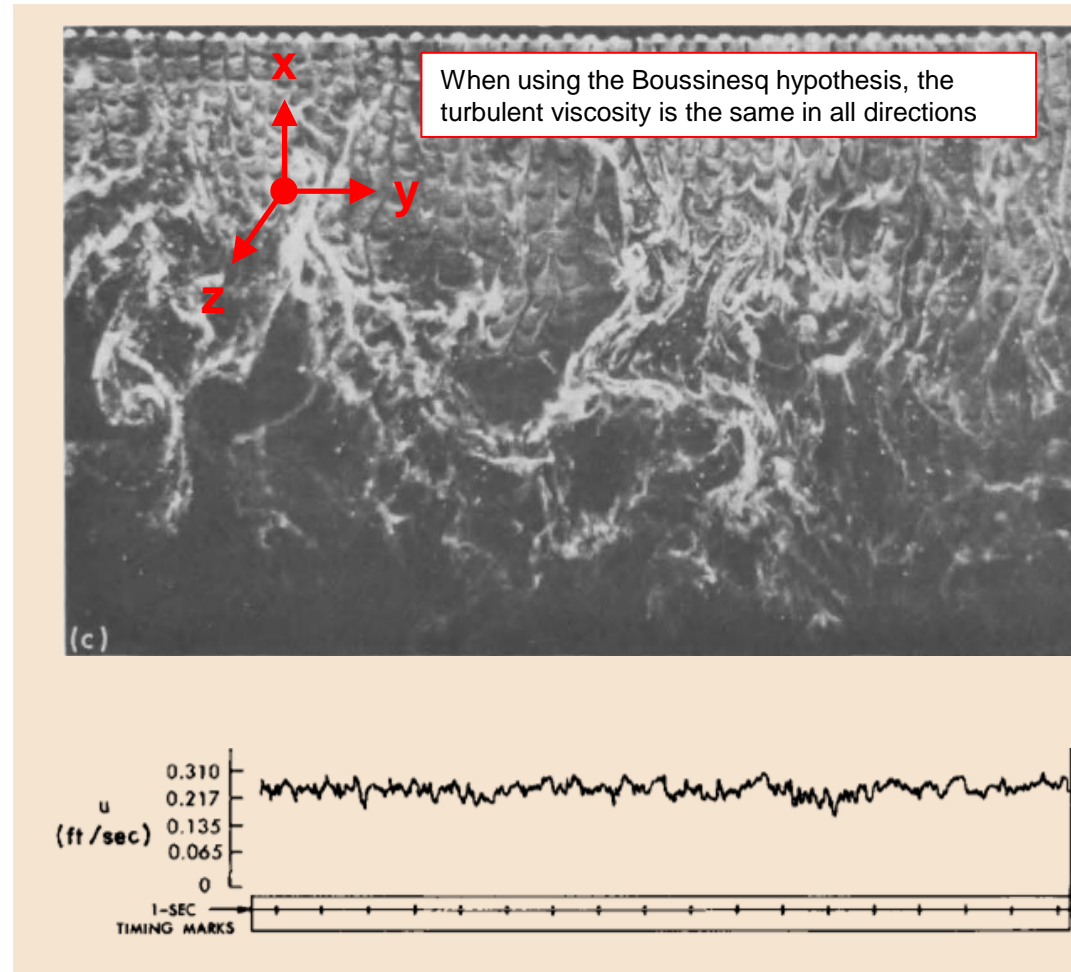 x
When using the Boussinesq hypothesis, the
turbulent viscosity is the same in all directions
y
z
(c)
0.310
u
0.217
(ft/sec)
0.135
0.065
0
1-SEC
TIMING MARKS